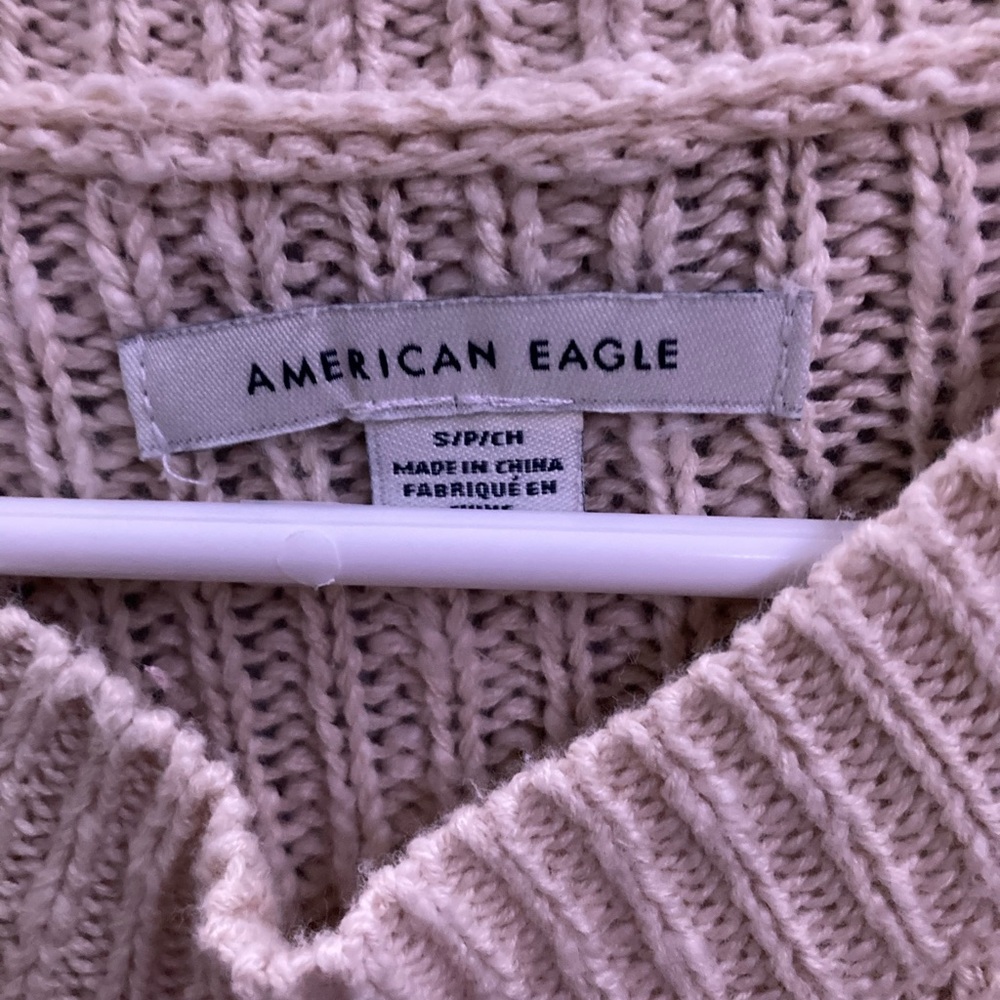 AMERICAN EAGLE
S/P/CH
MADE IN CHINA
FABRIQUÉ EN